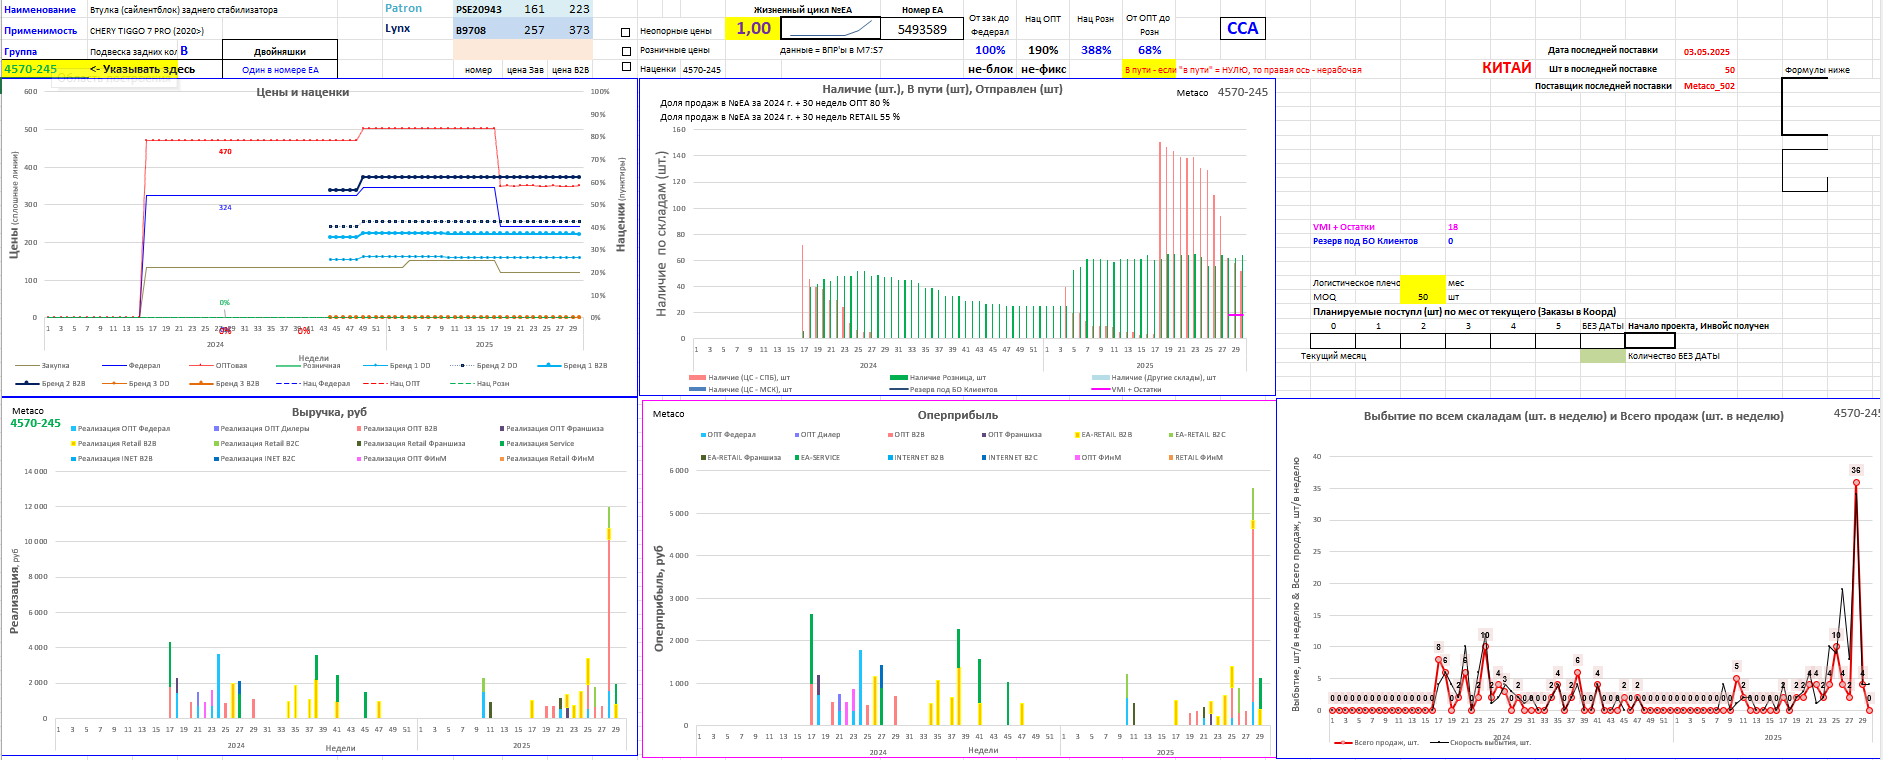 Наименование Втулка (сайлентблок) заднего стабилизатора Patron PSE20943 161 223
Применимость CHERY TIGGO 7 PRO (2020>) Lynx B9708 257 373
Группа Подвеска задних кол В Двойняшки
4570-245 <- Указывать здесь Один в номере ЕА номер цена Зав цена B2B
Жизненный цикл №ЕА Номер ЕА
Неопорные цены 1,00 5493589
Розничные цены данные = ВПР'ы в M7:S7
Наценки 4570-245
От зак до Федерал Нац ОПТ Нац Розн От ОПТ до Розн
100% 190% 388% 68%
не-блок не-фикс
В пути - если "в пути" = НУЛЮ, то правая ось - нерабочая
ССА
Дата последней поставки 03.05.2025
КИТАЙ Шт в последней поставке 50 Формулы ниже
Поставщик последней поставки Metaco_502
Цены и наценки
600 500 400 300 200 100 0
100% 90% 80% 70% 60% 50% 40% 30% 20% 10% 0%
Цены (сплошные линии)
Наценки (пунктиры)
470
324
0%
0%
1 3 5 7 9 11 13 15 17 19 21 25 27 29 31 33 35 37 39 41 43 45 47 49 51 1 3 5 7 9 11 13 15 17 19 21 23 25 27 29
2024 2025
Недели
Закупка Федерал ОПТовая Розничная Бренд 1 DD Бренд 2 DD Бренд 1 B2B
Бренд 2 B2B Бренд 3 DD Бренд 3 B2B Нац Федерал Нац ОПТ Нац Розн
Наличие (шт.), В пути (шт), Отправлен (шт)
Metaco 4570-245
Доля продаж в №ЕА за 2024 г. + 30 недель ОПТ 80 %
Доля продаж в №ЕА за 2024 г. + 30 недель RETAIL 55 %
160 140 120 100 80 60 40 20 0
Наличие по складам (шт.)
1 3 5 7 9 11 13 15 17 19 21 23 25 27 29 31 33 35 37 39 41 43 45 47 49 51 1 3 5 7 9 11 13 15 17 19 21 23 25 27 29
2024 2025
Наличие (ЦС - СПБ), шт Наличие Розница, шт Наличие (Другие склады), шт
Наличие (ЦС - МСК), шт Резерв под БО Клиентов VMI + Остатки
VMI + Остатки 18
Резерв под БО Клиентов 0
Логистическое плечо мес
MOQ 50 шт
Планируемые поступл (шт) по мес от текущего (Заказы в Коорд)
0 1 2 3 4 5 БЕЗ ДАТЫ Начало проекта, Инвойс получен
Текущий месяц Количество БЕЗ ДАТЫ
Metaco Выручка, руб
4570-245
Реализация ОПТ Федерал Реализация ОПТ Дилеры Реализация ОПТ B2B Реализация ОПТ Франшиза
Реализация Retail B2B Реализация Retail B2C Реализация Retail Франшиза Реализация Service
Реализация INET B2B Реализация INET B2C Реализация ОПТ ФИнМ Реализация Retail ФИнМ
14 000 12 000 10 000 8 000 6 000 4 000 2 000 0
Реализация, руб
1 3 5 7 9 11 13 15 17 19 21 23 25 27 29 31 33 35 37 39 41 43 45 47 49 51 1 3 5 7 9 11 13 15 17 19 21 23 25 27 29
2024 Недели 2025
Metaco Оперприбыль
ОПТ Федерал ОПТ Дилер ОПТ B2B ОПТ Франшиза EA-RETAIL B2B EA-RETAIL B2C
EA-RETAIL Франшиза EA-SERVICE INTERNET B2B INTERNET B2C ОПТ ФИнМ RETAIL ФИнМ
6 000 5 000 4 000 3 000 2 000 1 000 0
Оперприбыль, руб
1 3 5 7 9 11 13 15 17 19 21 23 25 27 29 31 33 35 37 39 41 43 45 47 49 51 1 3 5 7 9 11 13 15 17 19 21 23 25 27 29
2024 Недели 2025
Выбытие по всем скаладам (шт. в неделю) и Всего продаж (шт. в неделю) 4570-245
40 35 30 25 20 15 10 5 0
Выбытие, шт/в неделю & Всего продаж, шт/в неделю
8 6 6 10 4 3 2 4 6 4 2 2 5 2 2 2 2 4 4 10 4 2 36 4 0
1 3 5 7 9 11 13 15 17 19 21 23 25 27 29 31 33 35 37 39 41 43 45 47 49 51 1 3 5 7 9 11 13 15 17 19 21 23 25 27 29
2024 2025
Всего продаж, шт. Скорость выбытия, шт.